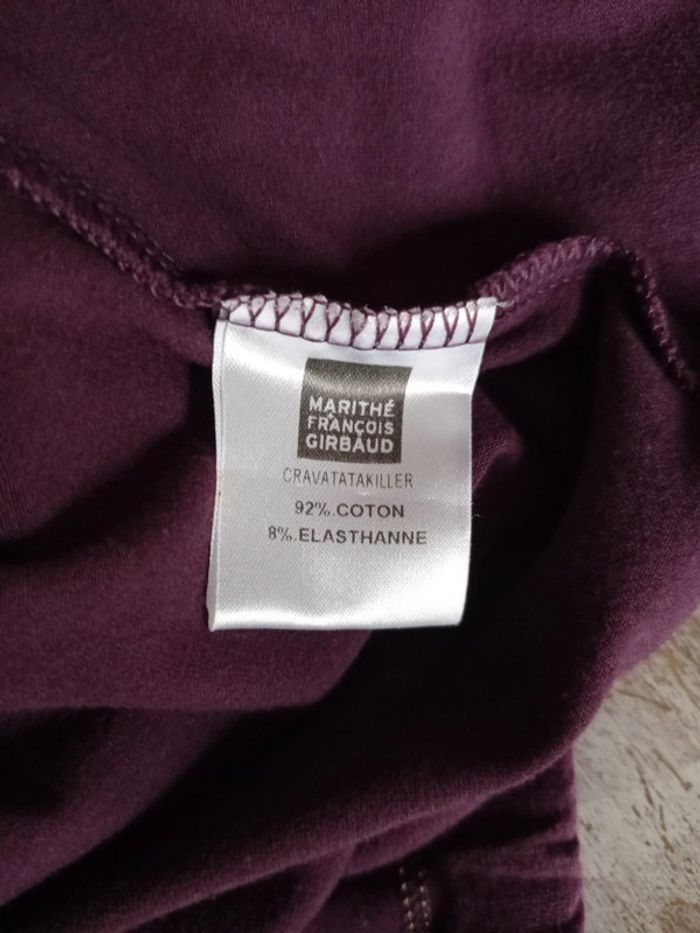 MARITHÉ
+
FRANÇOIS
GIRBAUD
CRAVATATAKILLER
92%.COTON
8%.ELASTHANNE